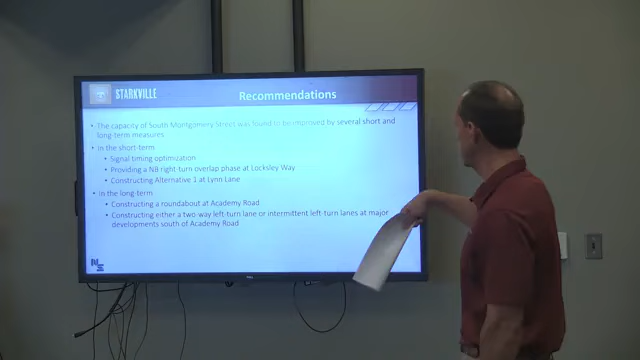 STARKVILLE
Recommendations
• The capacity of South Montgomery Street was found to be improved by several short and
long-term measures
• In the short-term
• Signal timing optimization
• Providing a NB right-turn overlap phase at Locksley Way
• Constructing Alternative 1 at Lynn Lane
• In the long-term
• Constructing a roundabout at Academy Road
• Constructing either a two-way left-turn lane or intermittent left-turn lanes at major
developments south of Academy Road